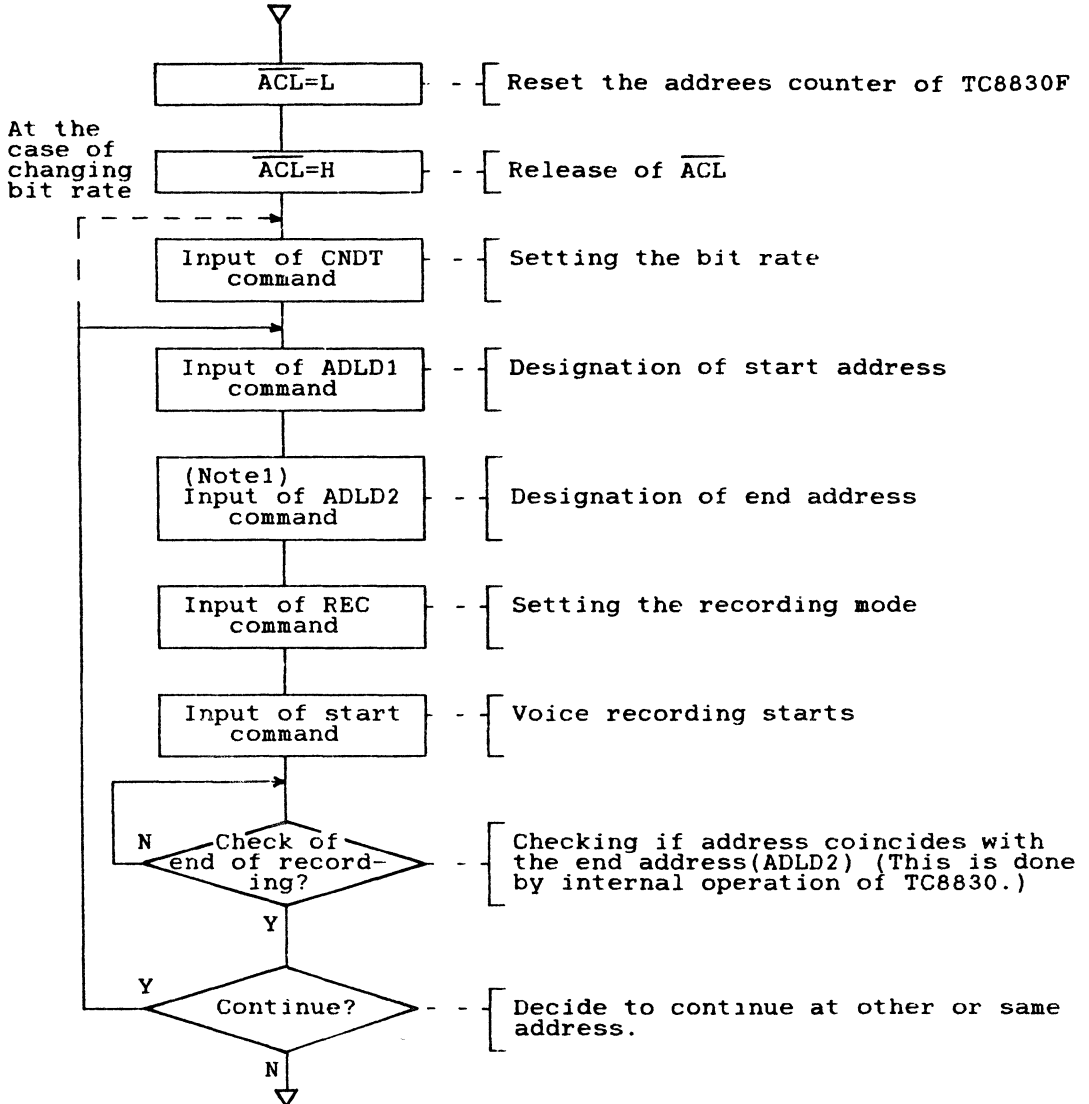 ACL=L
Reset the addrees counter of TC8830F
At the
case of
changing
bit rate
ACL=H
Release of ACL
Input of CNDT
command
Setting the bit rate
Input of ADLD1
command
Designation of start address
(Note1)
Input of ADLD2
command
Designation of end address
Input of REC
command
Setting the recording mode
Input of start
command
Voice recording starts
N
Check of
end of record-
ing?
Checking if address coincides with
the end address(ADLD2) (This is done
by internal operation of TC8830.)
Y
Y
Continue?
Decide to continue at other or same
address.
N